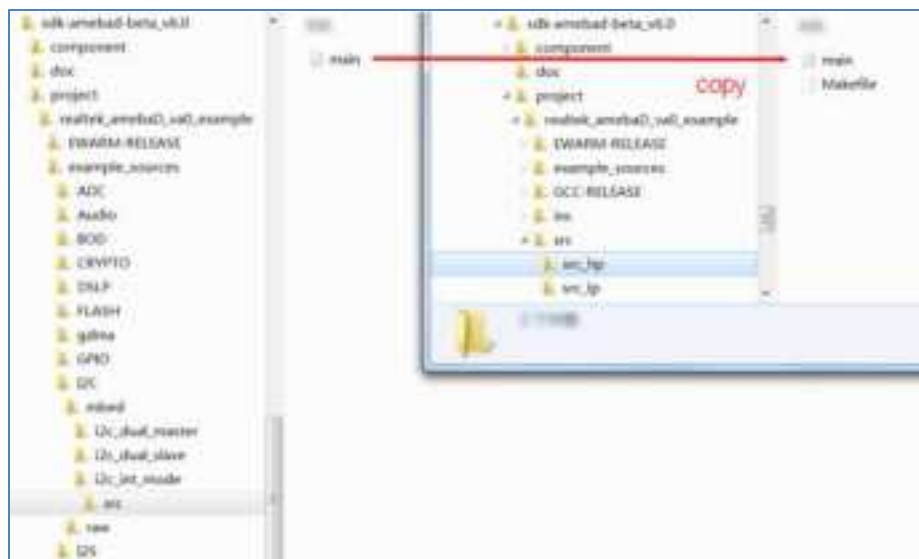 sdk-amebad-beta_v6.0
component
doc
project
realtek_amebaD_va0_example
EWARM-RELEASE
example_sources
ADC
Audio
BOD
CRYPTO
DSLP
FLASH
gdma
GPIO
I2C
mbed
i2c_dual_master
i2c_dual_slave
i2c_int_mode
src
raw
I2S
main
sdk-amebad-beta_v6.0
component
doc
project
realtek_amebaD_va0_example
EWARM-RELEASE
example_sources
GCC-RELEASE
inc
src
src_hp
src_lp
copy
main
Makefile